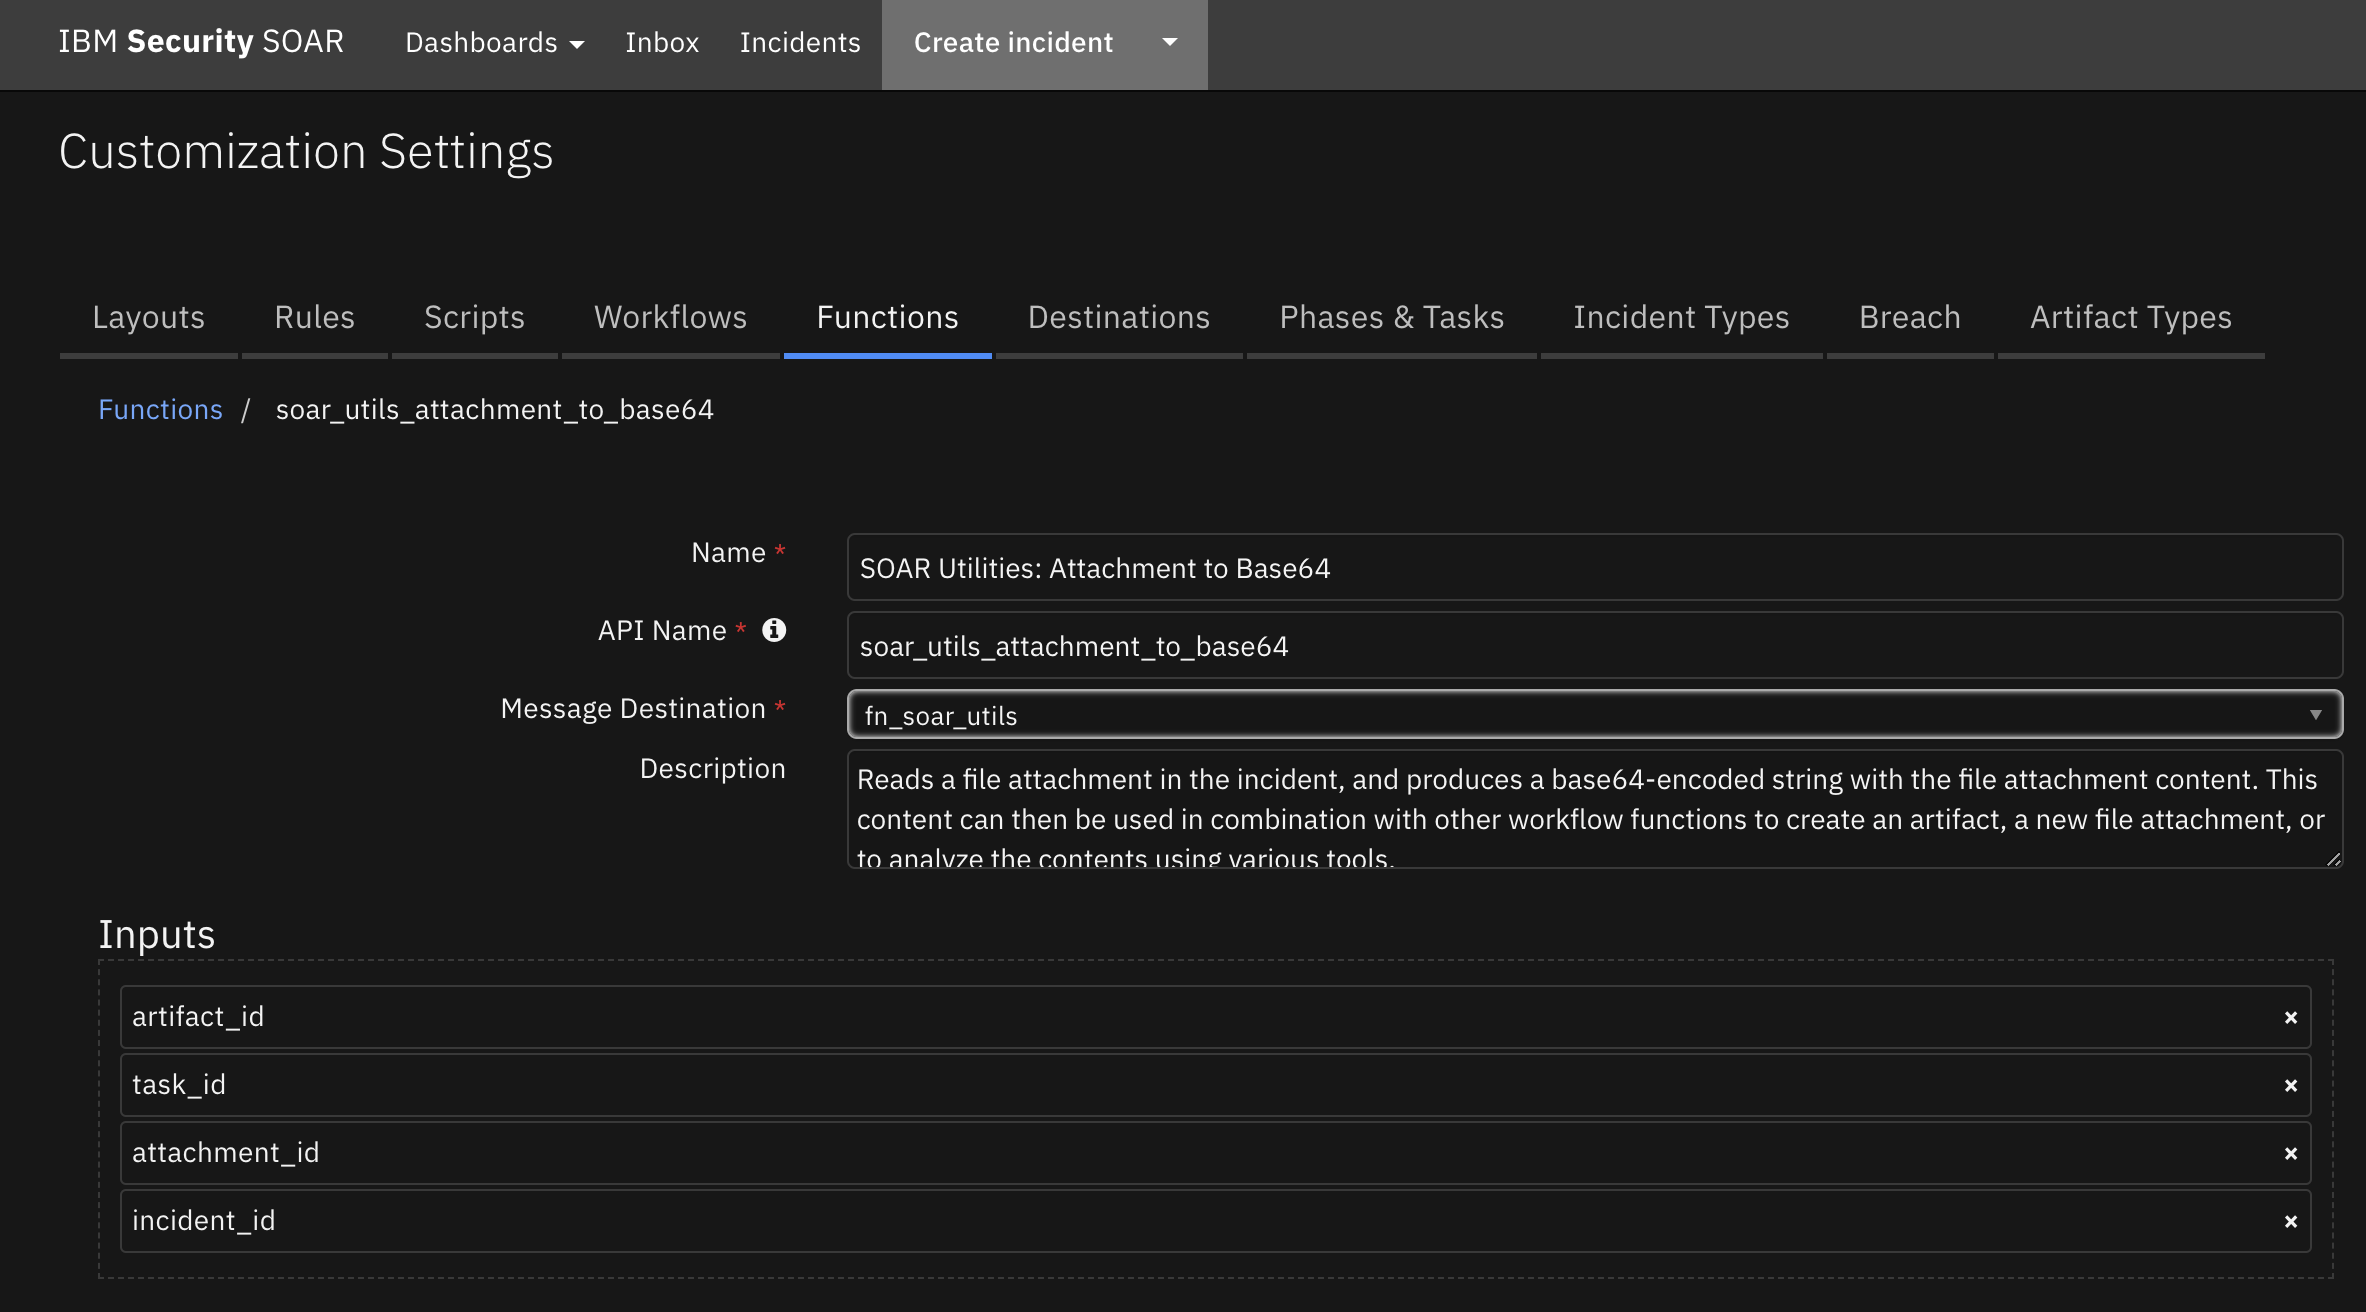 IBM Security SOAR Dashboards Inbox Incidents Create incident
Customization Settings
Layouts Rules Scripts Workflows Functions Destinations Phases & Tasks Incident Types Breach Artifact Types
Functions / soar_utils_attachment_to_base64
Name * SOAR Utilities: Attachment to Base64
API Name * soar_utils_attachment_to_base64
Message Destination * fn_soar_utils
Description
Reads a file attachment in the incident, and produces a base64-encoded string with the file attachment content. This
content can then be used in combination with other workflow functions to create an artifact, a new file attachment, or
to analyze the contents using various tools.
Inputs
artifact_id
task_id
attachment_id
incident_id